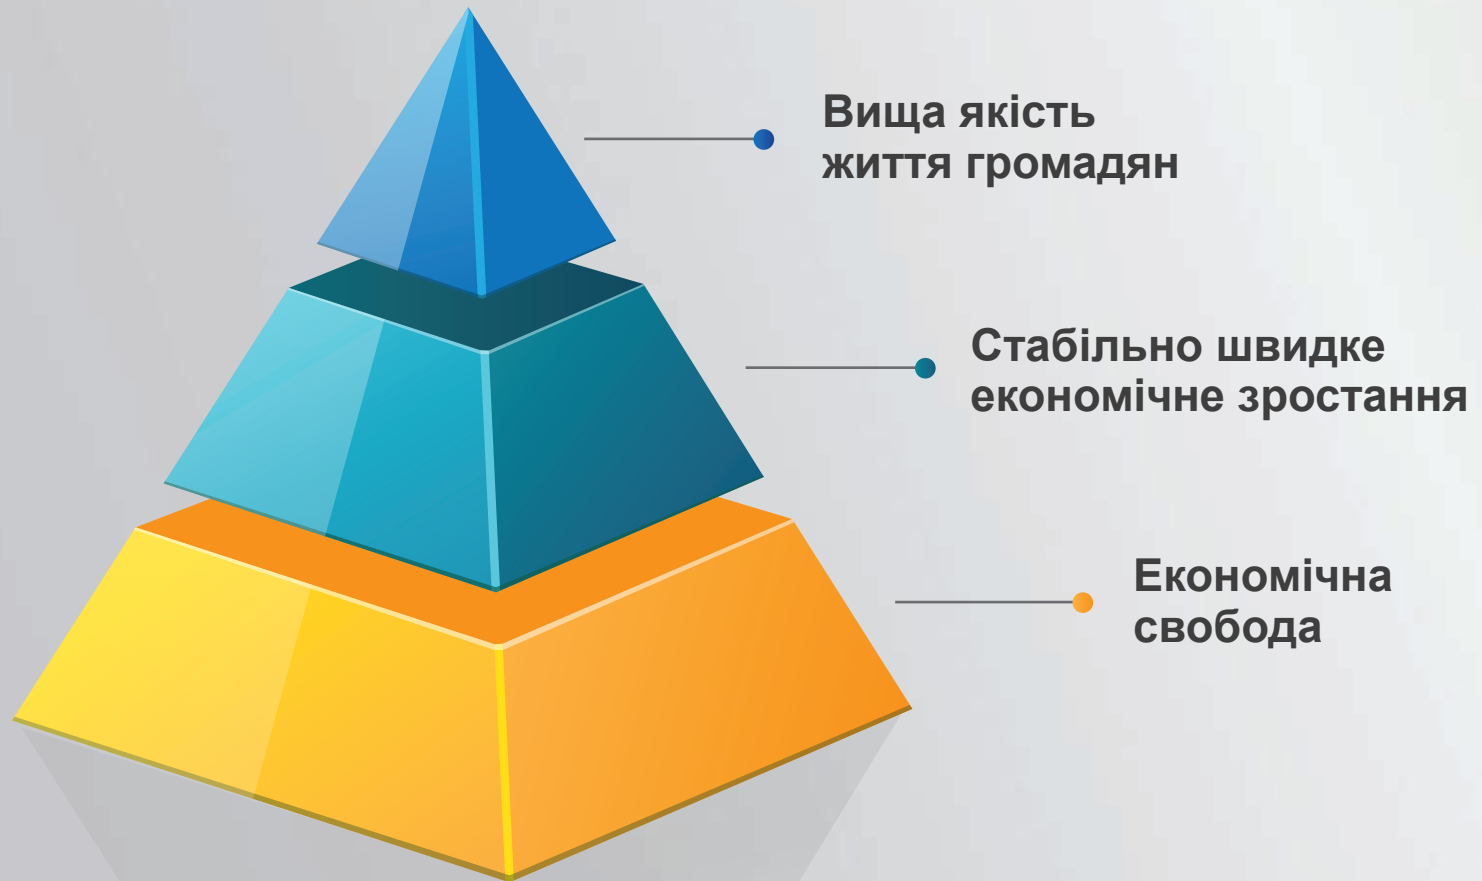 Вища якість
життя громадян
Стабільно швидке
економічне зростання
Економічна
свобода